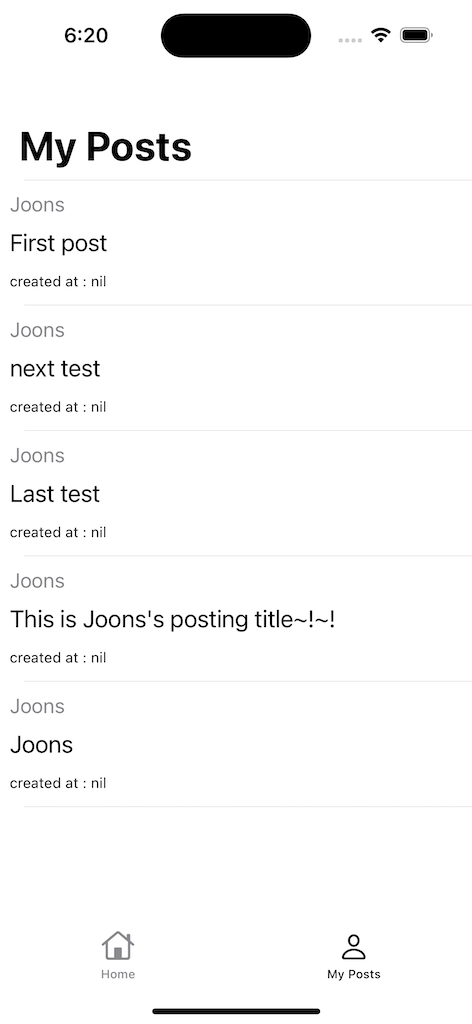 6:20
My Posts
Joons
First post
created at : nil
Joons
next test
created at : nil
Joons
Last test
created at : nil
Joons
This is Joons's posting title~!~!
created at : nil
Joons
Joons
created at : nil
Home
My Posts